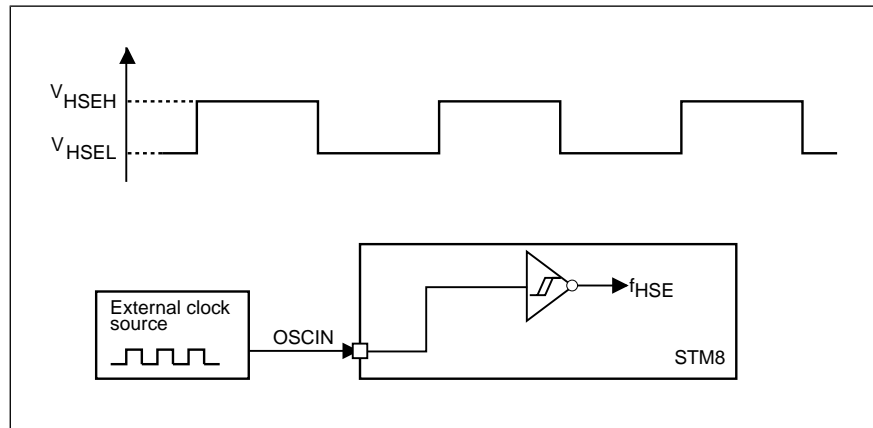 VHSEH
VHSEL
fHSE
External clock
source
OSCIN
STM8